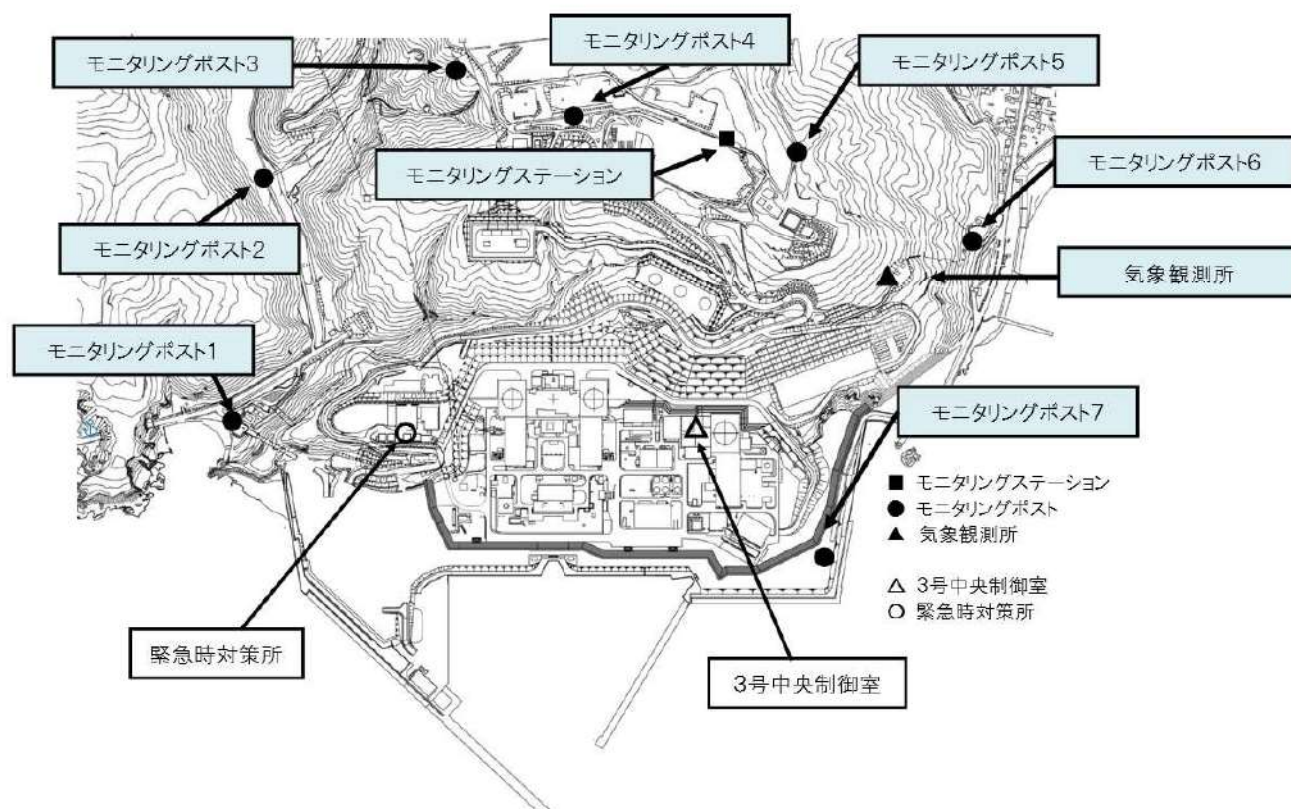 モニタリングポスト4
モニタリングポスト3
モニタリングポスト5
モニタリングステーション
モニタリングポスト6
モニタリングポスト2
気象観測所
モニタリングポスト1
モニタリングポスト7
■ モニタリングステーション
● モニタリングポスト
▲ 気象観測所
△ 3号中央制御室
○ 緊急時対策所
緊急時対策所
3号中央制御室